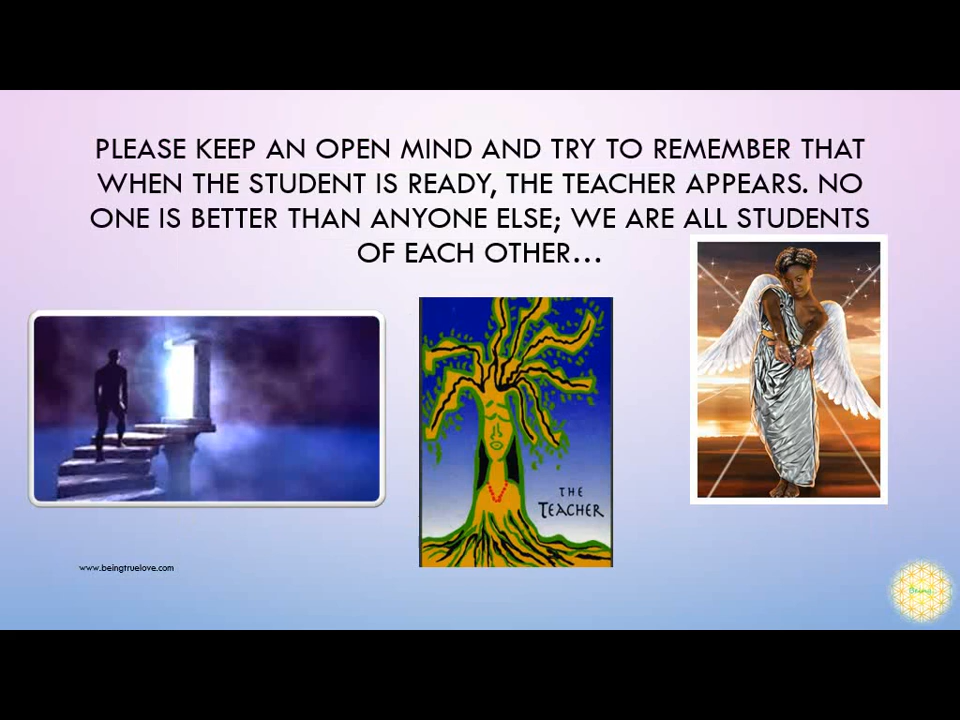 PLEASE KEEP AN OPEN MIND AND TRY TO REMEMBER THAT
WHEN THE STUDENT IS READY, THE TEACHER APPEARS. NO
ONE IS BETTER THAN ANYONE ELSE; WE ARE ALL STUDENTS
OF EACH OTHER…
THE
TEACHER
www.beingtruelove.com
Being